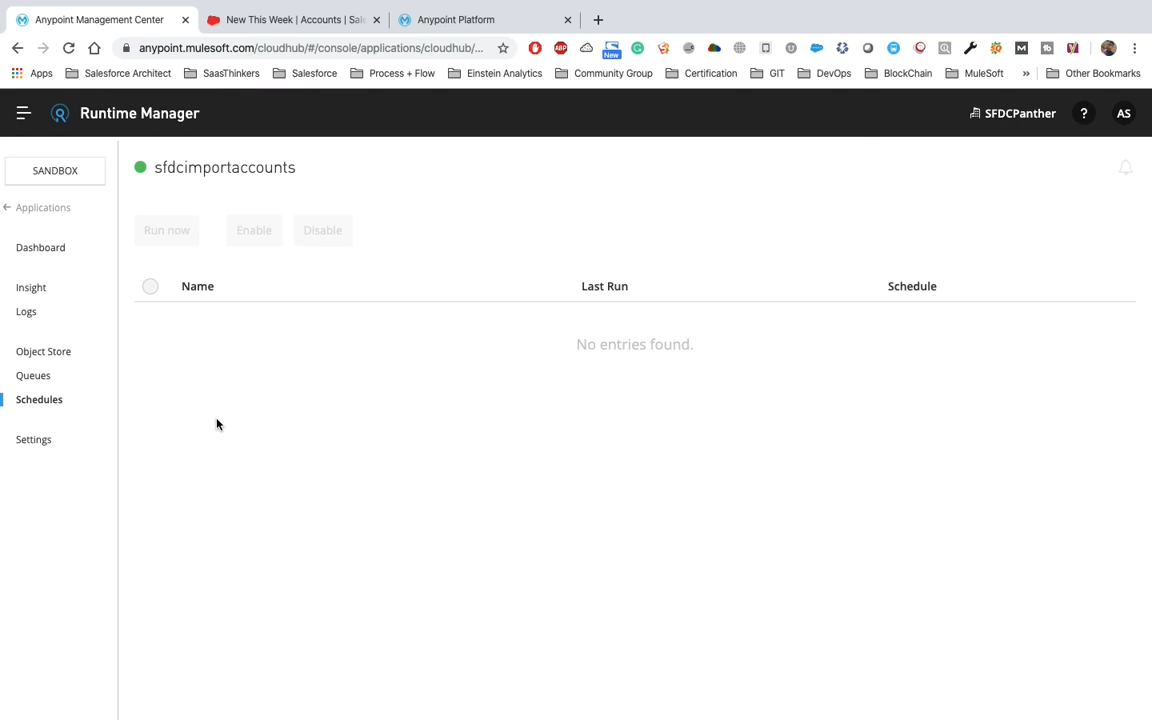 Anypoint Management Center
New This Week | Accounts | Sale
Anypoint Platform
anypoint.mulesoft.com/cloudhub/#/console/applications/cloudhub/...
ABP
New
Apps
Salesforce Architect
SaasThinkers
Salesforce
Process + Flow
Einstein Analytics
Community Group
Certification
GIT
DevOps
BlockChain
MuleSoft
»
Other Bookmarks
Runtime Manager
SFDCPanther
?
AS
SANDBOX
sfdcimportaccounts
Applications
Run now
Enable
Disable
Dashboard
Name
Last Run
Schedule
Insight
Logs
No entries found.
Object Store
Queues
Schedules
Settings